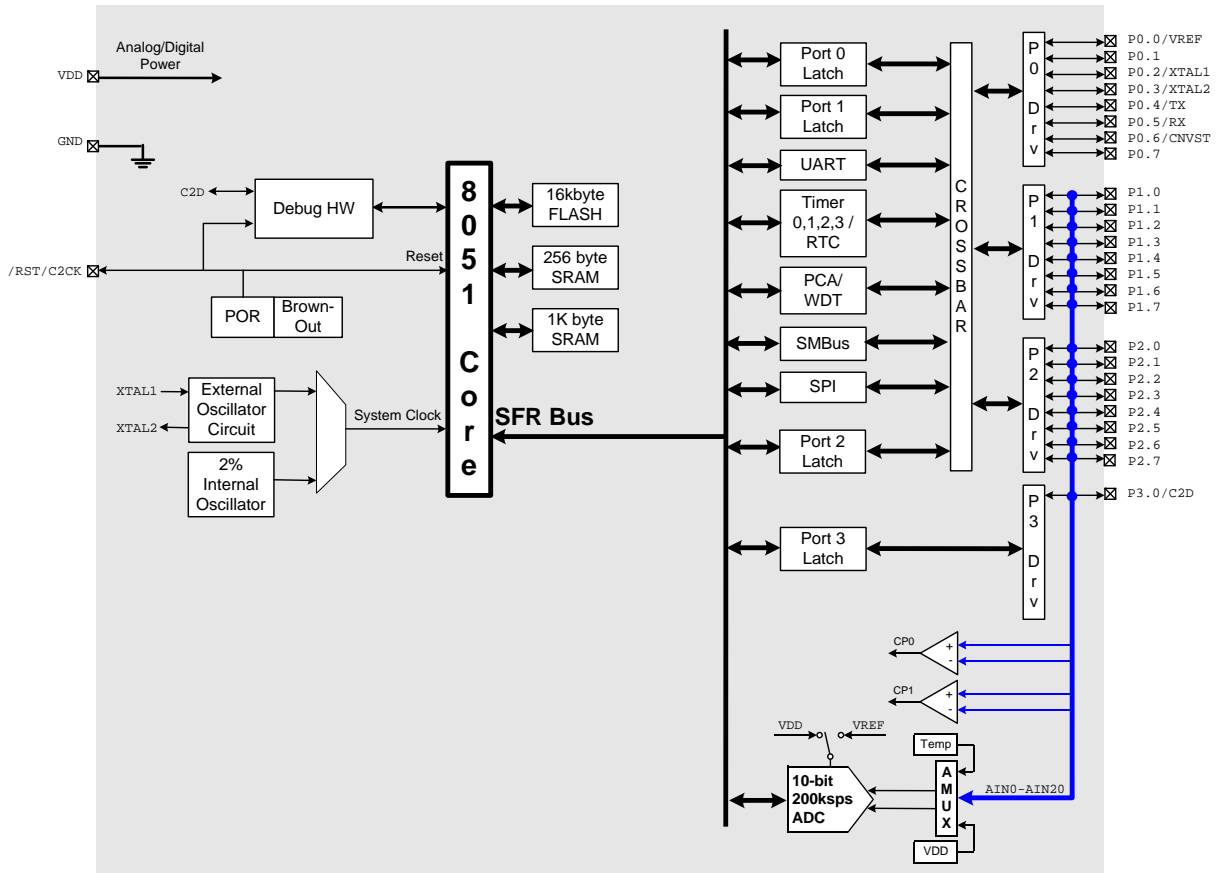 Analog/Digital
Power
VDD
GND
C2D
Debug HW
/RST/C2CK
Reset
POR
Brown-
Out
XTAL1
XTAL2
External
Oscillator
Circuit
2%
Internal
Oscillator
System Clock
8
0
5
1
C
o
r
e
16kbyte
FLASH
256 byte
SRAM
1K byte
SRAM
SFR Bus
Port 0
Latch
Port 1
Latch
UART
Timer
0,1,2,3 /
RTC
PCA/
WDT
SMBus
SPI
Port 2
Latch
Port 3
Latch
C
R
O
S
S
B
A
R
P
0
D
r
v
P
1
D
r
v
P
2
D
r
v
P
3
D
r
v
P0.0/VREF
P0.1
P0.2/XTAL1
P0.3/XTAL2
P0.4/TX
P0.5/RX
P0.6/CNVST
P0.7
P1.0
P1.1
P1.2
P1.3
P1.4
P1.5
P1.6
P1.7
P2.0
P2.1
P2.2
P2.3
P2.4
P2.5
P2.6
P2.7
P3.0/C2D
CP0
+
-
CP1
+
-
VDD
VREF
Temp
10-bit
200ksps
ADC
A
M
U
X
AIN0-AIN20
VDD